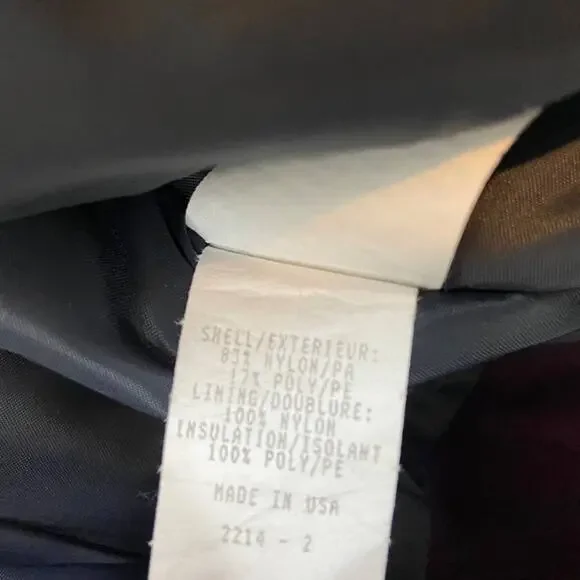 SHELL/EXTERIEUR:
83% NYLON/PA
17% POLY/PE
LINING/DOUBLURE:
100% NYLON
INSULATION/ISOLANT
100% POLY/PE
MADE IN USA
2214 - 2